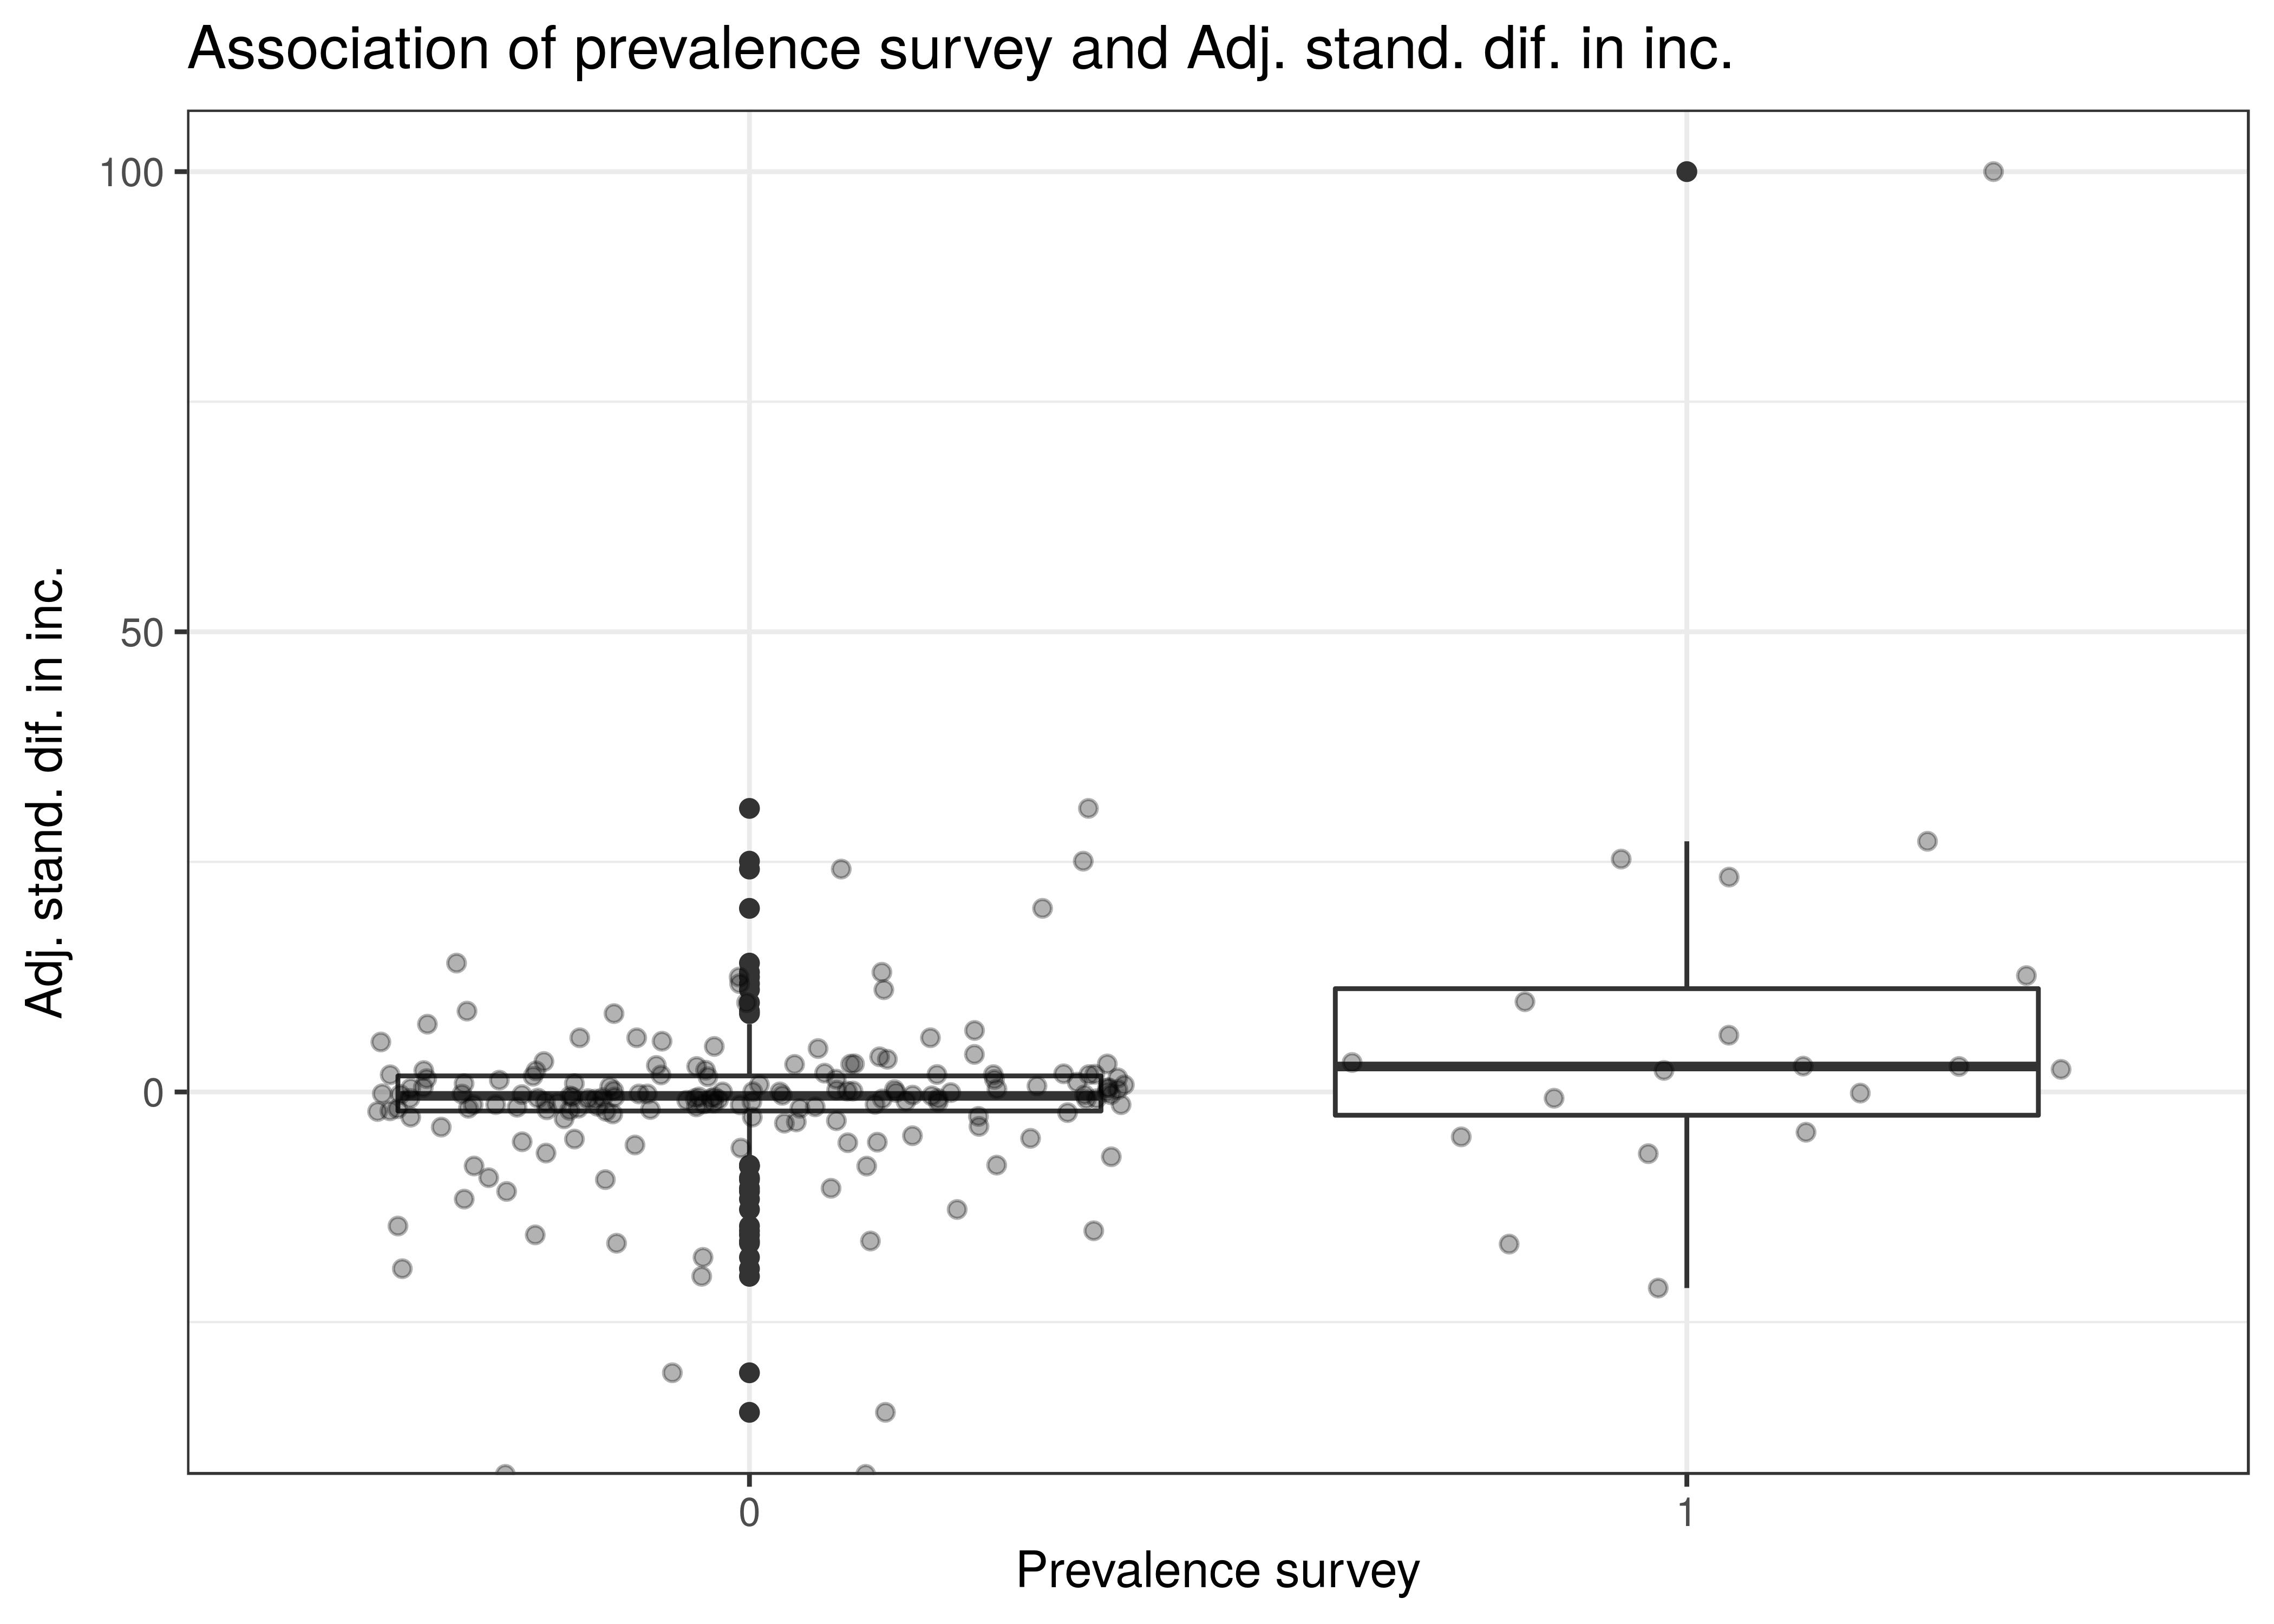 Association of prevalence survey and Adj. stand. dif. in inc.
Adj. stand. dif. in inc.
100
50
0
0
1
Prevalence survey